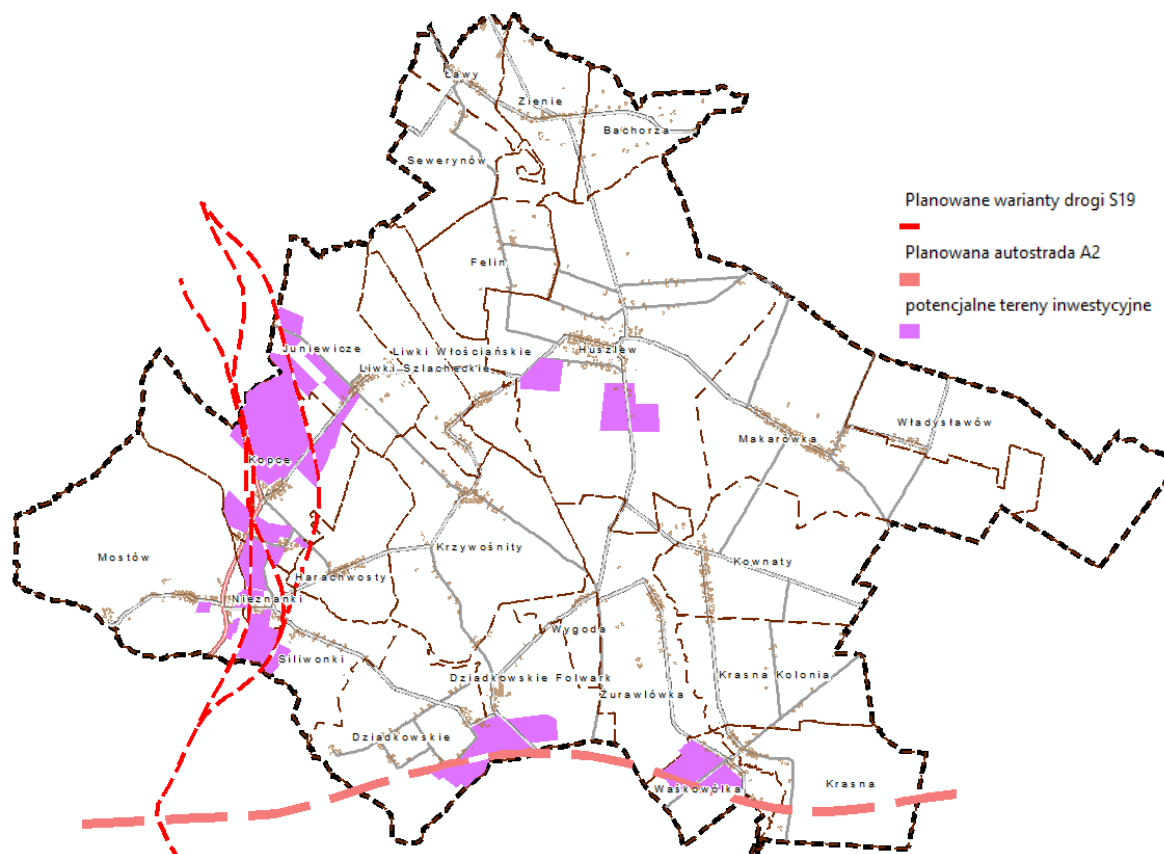 Ławy
Zienie
Bachorza
Sewerynów
Planowane warianty drogi S19
Planowana autostrada A2
potencjalne tereny inwestycyjne
Felin
Juniewicze
Liwki Włościańskie
Huszlew
Liwki Szlacheckie
Władysławów
Makarówka
Kopce
Mostów
Krzywośnity
Kownaty
Harachwosty
Nieznanki
Wygoda
Siliwonki
Dziadkowskie Folwark
Krasna Kolonia
Żurawlówka
Dziadkowskie
Waśkowólka
Krasna